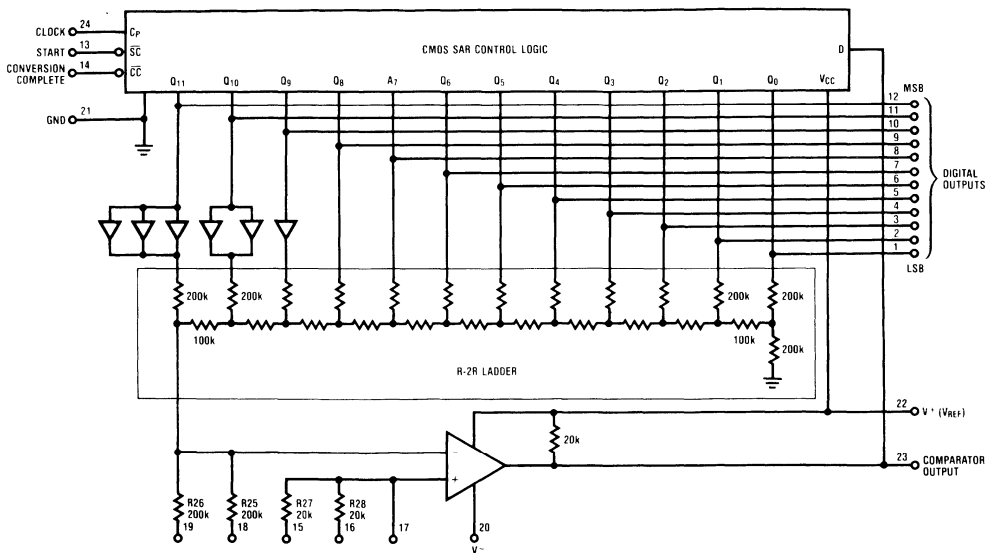 CLOCK 24 CP
START 13 SC
CONVERSION COMPLETE 14 CC
GND 21
CMOS SAR CONTROL LOGIC
D
Q11 Q10 Q9 Q8 A7 Q6 Q5 Q4 Q3 Q2 Q1 Q0 VCC
MSB
12
11
10
9
8
7
6
5
4
3
2
1
LSB
DIGITAL
OUTPUTS
200k 200k 200k 200k
100k 100k
200k
R-2R LADDER
22 V+ (VREF)
20k
23 COMPARATOR
OUTPUT
−
+
R26
200k
19
R25
200k
18
R27
20k
15
R28
20k
16
17
20
V−